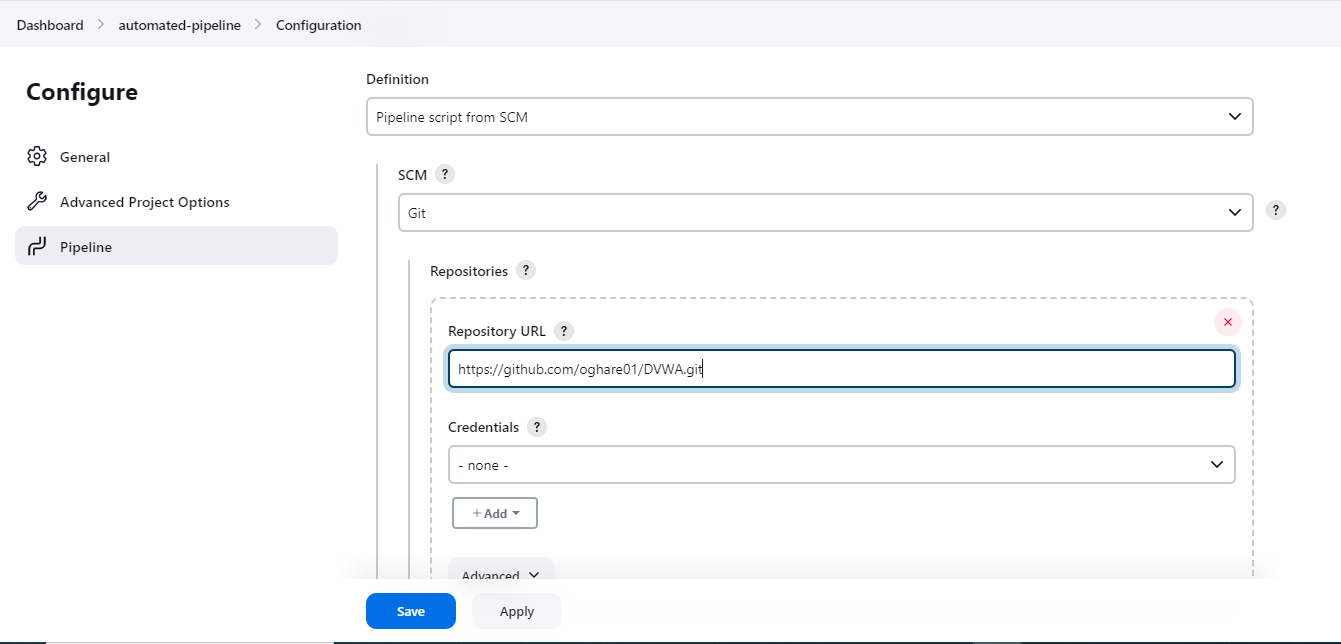 Dashboard > automated-pipeline > Configuration
Configure
General
Advanced Project Options
Pipeline
Definition
Pipeline script from SCM
SCM ?
Git
?
Repositories ?
Repository URL ?
https://github.com/oghare01/DVWA.git
Credentials ?
- none -
+ Add
Advanced
Save Apply